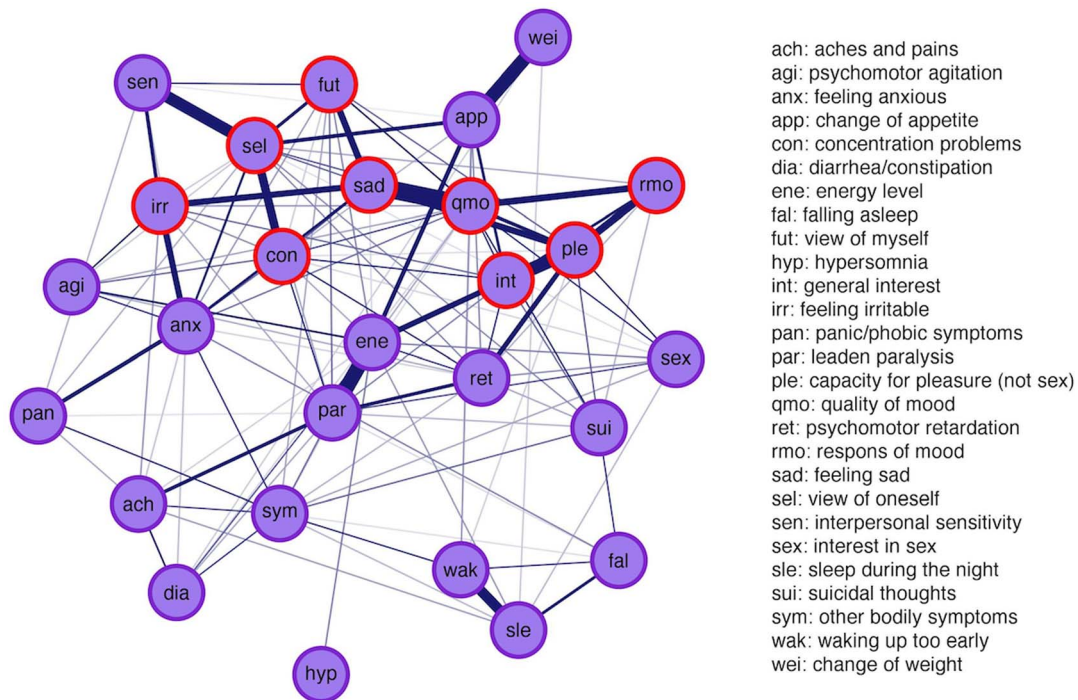 wei
sen
fut
app
sel
sad
qmo
rmo
irr
con
ple
int
agi
anx
ene
sex
ret
par
pan
sui
ach
sym
fal
wak
dia
sle
hyp
ach: aches and pains
agi: psychomotor agitation
anx: feeling anxious
app: change of appetite
con: concentration problems
dia: diarrhea/constipation
ene: energy level
fal: falling asleep
fut: view of myself
hyp: hypersomnia
int: general interest
irr: feeling irritable
pan: panic/phobic symptoms
par: leaden paralysis
ple: capacity for pleasure (not sex)
qmo: quality of mood
ret: psychomotor retardation
rmo: respons of mood
sad: feeling sad
sel: view of oneself
sen: interpersonal sensitivity
sex: interest in sex
sle: sleep during the night
sui: suicidal thoughts
sym: other bodily symptoms
wak: waking up too early
wei: change of weight